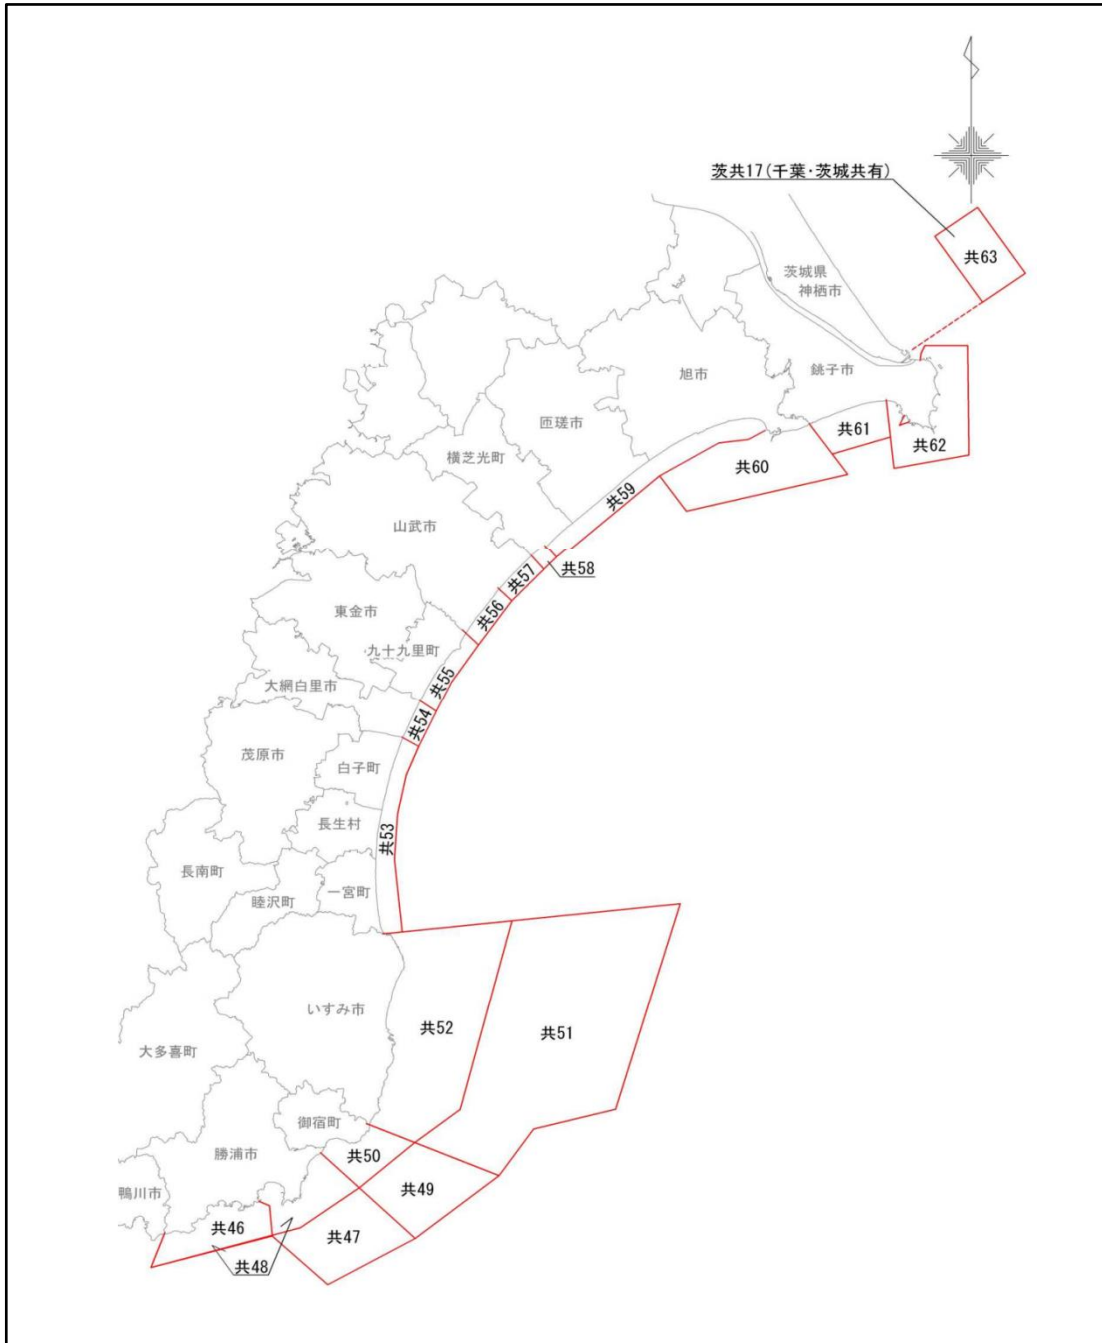 茨共17(千葉・茨城共有)
共63
茨城県
神栖市
銚子市
旭市
共61
共62
匝瑳市
共60
横芝光町
共59
山武市
共58
共57
共56
東金市
九十九里町
共55
大網白里市
共54
茂原市
白子町
長生村
共53
長南町
一宮町
睦沢町
いすみ市
共52
共51
大多喜町
御宿町
勝浦市
共50
共49
鴨川市
共46
共47
共48